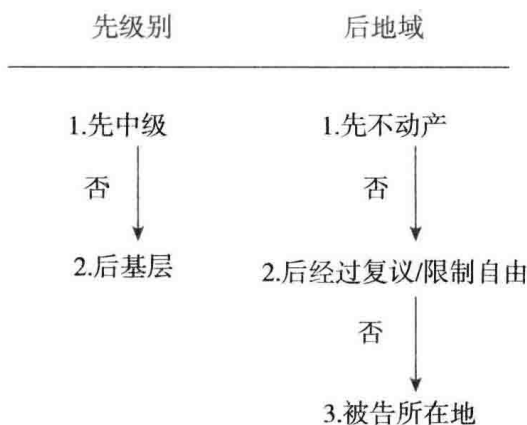 先级别 后地域
1.先中级 1.先不动产
否 否
2.后基层 2.后经过复议/限制自由
否
3.被告所在地